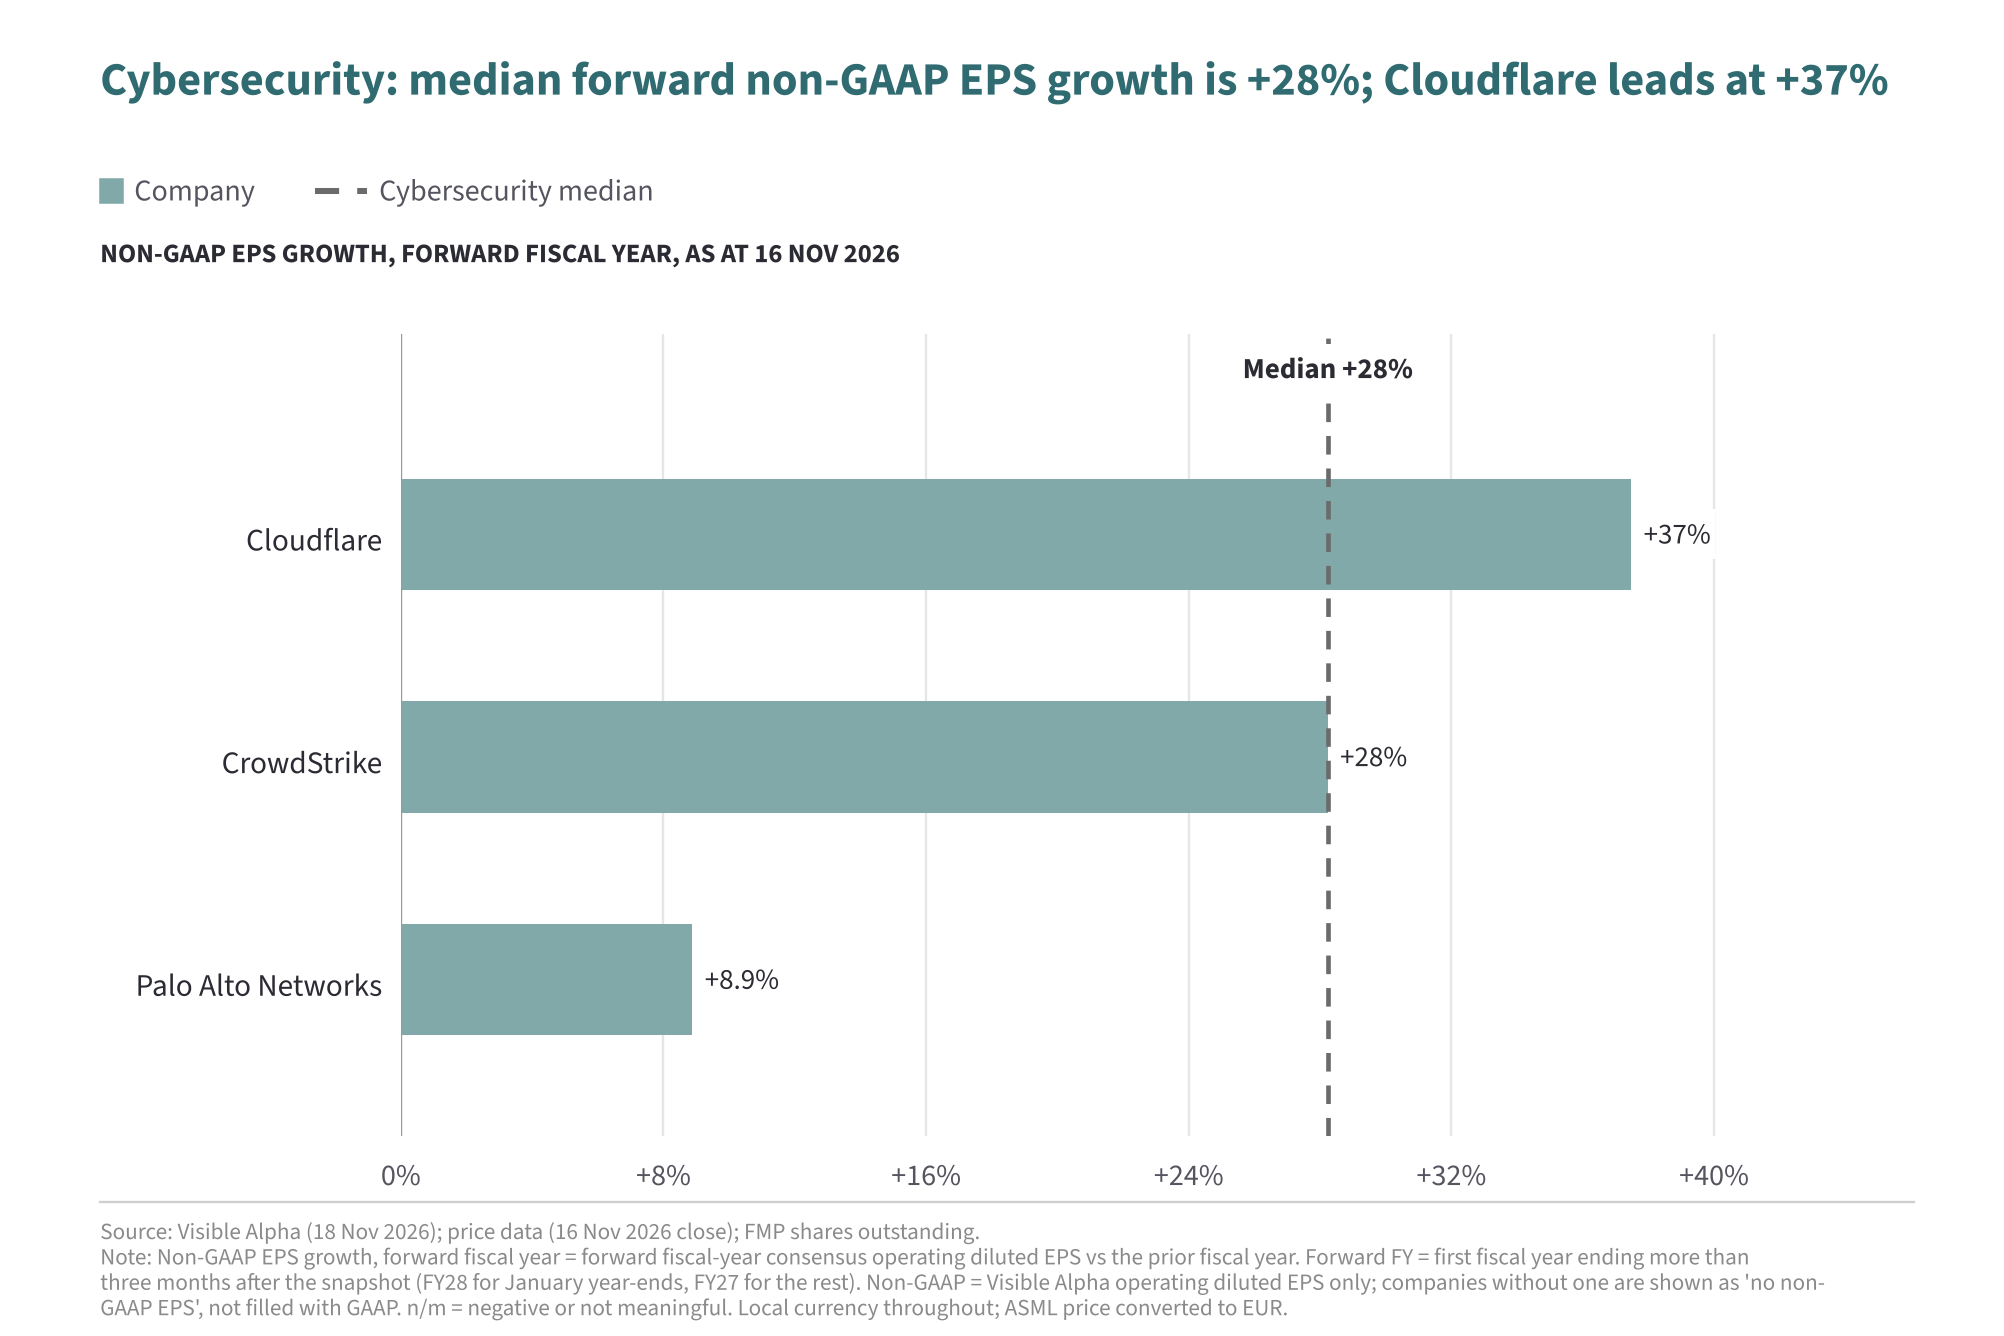 Cybersecurity: median forward non-GAAP EPS growth is +28%; Cloudflare leads at +37%
Company
Cybersecurity median
NON-GAAP EPS GROWTH, FORWARD FISCAL YEAR, AS AT 16 NOV 2026
Median +28%
Cloudflare
+37%
CrowdStrike
+28%
Palo Alto Networks
+8.9%
0%
+8%
+16%
+24%
+32%
+40%
Source: Visible Alpha (18 Nov 2026); price data (16 Nov 2026 close); FMP shares outstanding.
Note: Non-GAAP EPS growth, forward fiscal year = forward fiscal-year consensus operating diluted EPS vs the prior fiscal year. Forward FY = first fiscal year ending more than
three months after the snapshot (FY28 for January year-ends, FY27 for the rest). Non-GAAP = Visible Alpha operating diluted EPS only; companies without one are shown as 'no non-
GAAP EPS', not filled with GAAP. n/m = negative or not meaningful. Local currency throughout; ASML price converted to EUR.